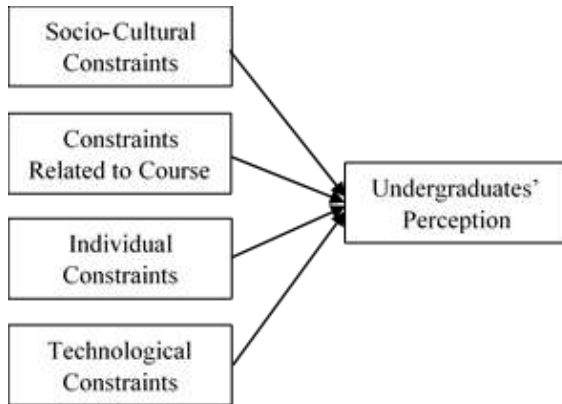 Socio-Cultural
Constraints
Constraints
Related to Course
Individual
Constraints
Technological
Constraints
Undergraduates’
Perception